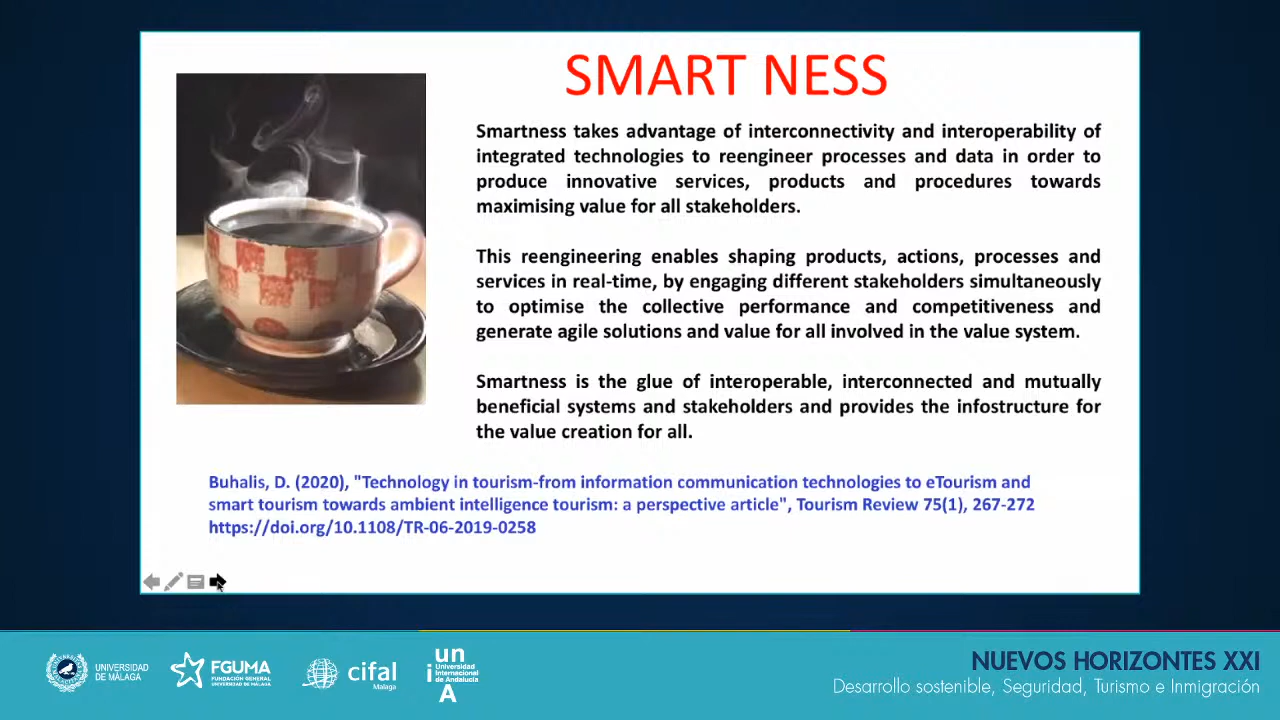 SMART NESS
Smartness takes advantage of interconnectivity and interoperability of
integrated technologies to reengineer processes and data in order to
produce innovative services, products and procedures towards
maximising value for all stakeholders.
This reengineering enables shaping products, actions, processes and
services in real-time, by engaging different stakeholders simultaneously
to optimise the collective performance and competitiveness and
generate agile solutions and value for all involved in the value system.
Smartness is the glue of interoperable, interconnected and mutually
beneficial systems and stakeholders and provides the infostructure for
the value creation for all.
Buhalis, D. (2020), "Technology in tourism-from information communication technologies to eTourism and
smart tourism towards ambient intelligence tourism: a perspective article", Tourism Review 75(1), 267-272
https://doi.org/10.1108/TR-06-2019-0258
UNIVERSIDAD
DE MÁLAGA
FGUMA
FUNDACIÓN GENERAL
UNIVERSIDAD DE MÁLAGA
cifal
Málaga
un
i
Universidad
Internacional
de Andalucía
A
NUEVOS HORIZONTES XXI
Desarrollo sostenible, Seguridad, Turismo e Inmigración